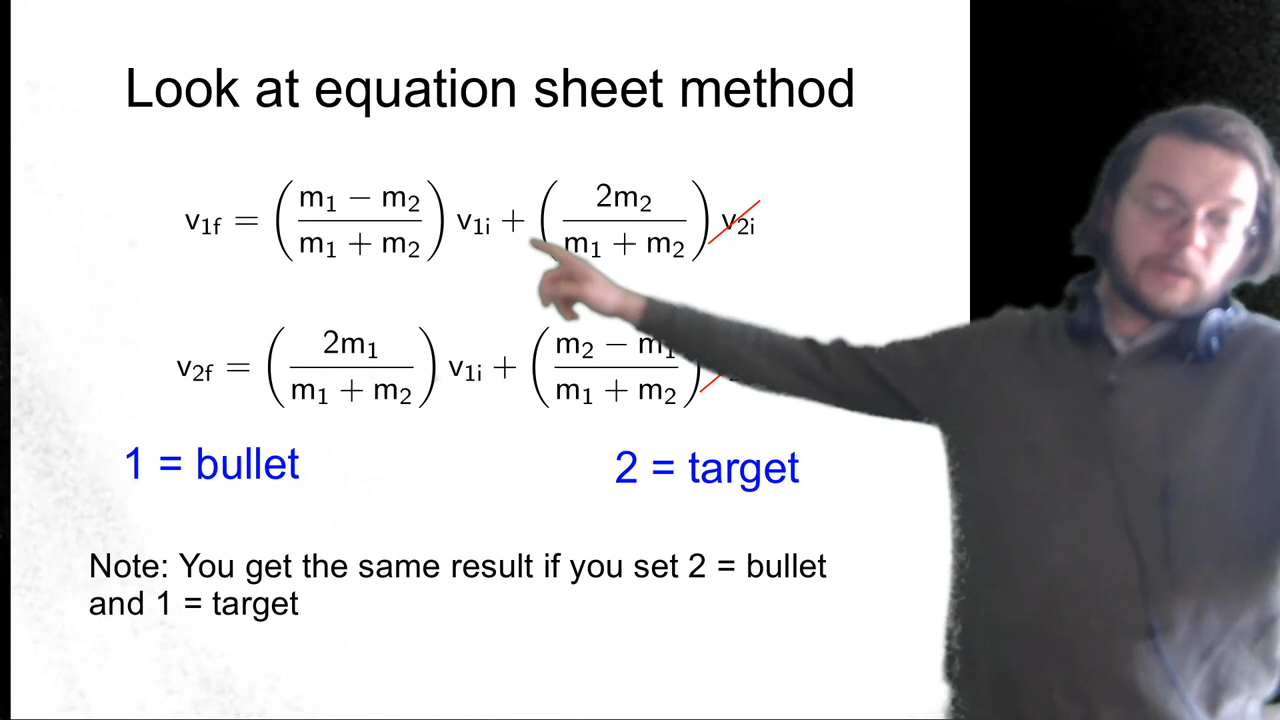 Look at equation sheet method
v₁f = ( (m₁ − m₂) / (m₁ + m₂) ) v₁i + ( 2m₂ / (m₁ + m₂) ) v₂i
v₂f = ( 2m₁ / (m₁ + m₂) ) v₁i + ( (m₂ − m₁) / (m₁ + m₂) )
1 = bullet 2 = target
Note: You get the same result if you set 2 = bullet
and 1 = target